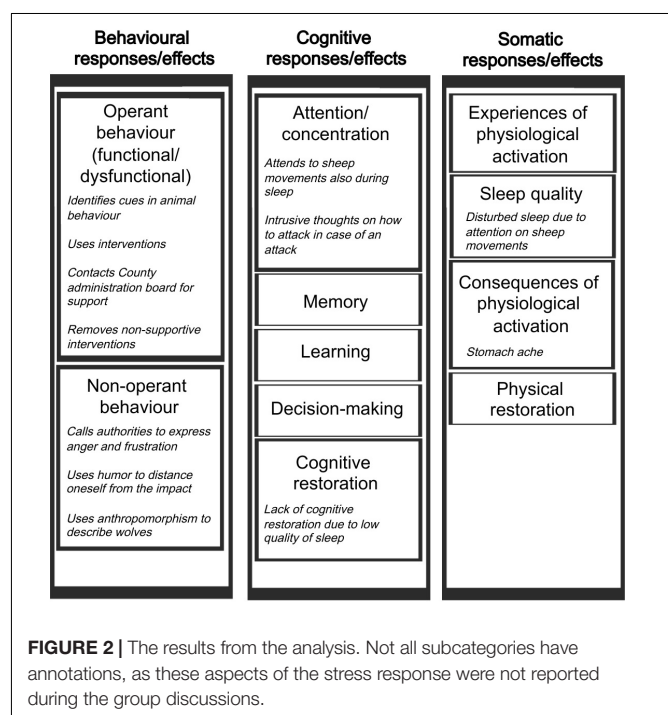 Behavioural
responses/effects
Operant
behaviour
(functional/
dysfunctional)
Identifies cues in animal
behaviour
Uses interventions
Contacts County
administration board for
support
Removes non-supportive
interventions
Non-operant
behaviour
Calls authorities to express
anger and frustration
Uses humor to distance
oneself from the impact
Uses anthropomorphism to
describe wolves
Cognitive
responses/effects
Attention/
concentration
Attends to sheep
movements also during
sleep
Intrusive thoughts on how
to attack in case of an
attack
Memory
Learning
Decision-making
Cognitive
restoration
Lack of cognitive
restoration due to low
quality of sleep
Somatic
responses/effects
Experiences of
physiological
activation
Sleep quality
Disturbed sleep due to
attention on sheep
movements
Consequences of
physiological
activation
Stomach ache
Physical
restoration
FIGURE 2 | The results from the analysis. Not all subcategories have
annotations, as these aspects of the stress response were not reported
during the group discussions.